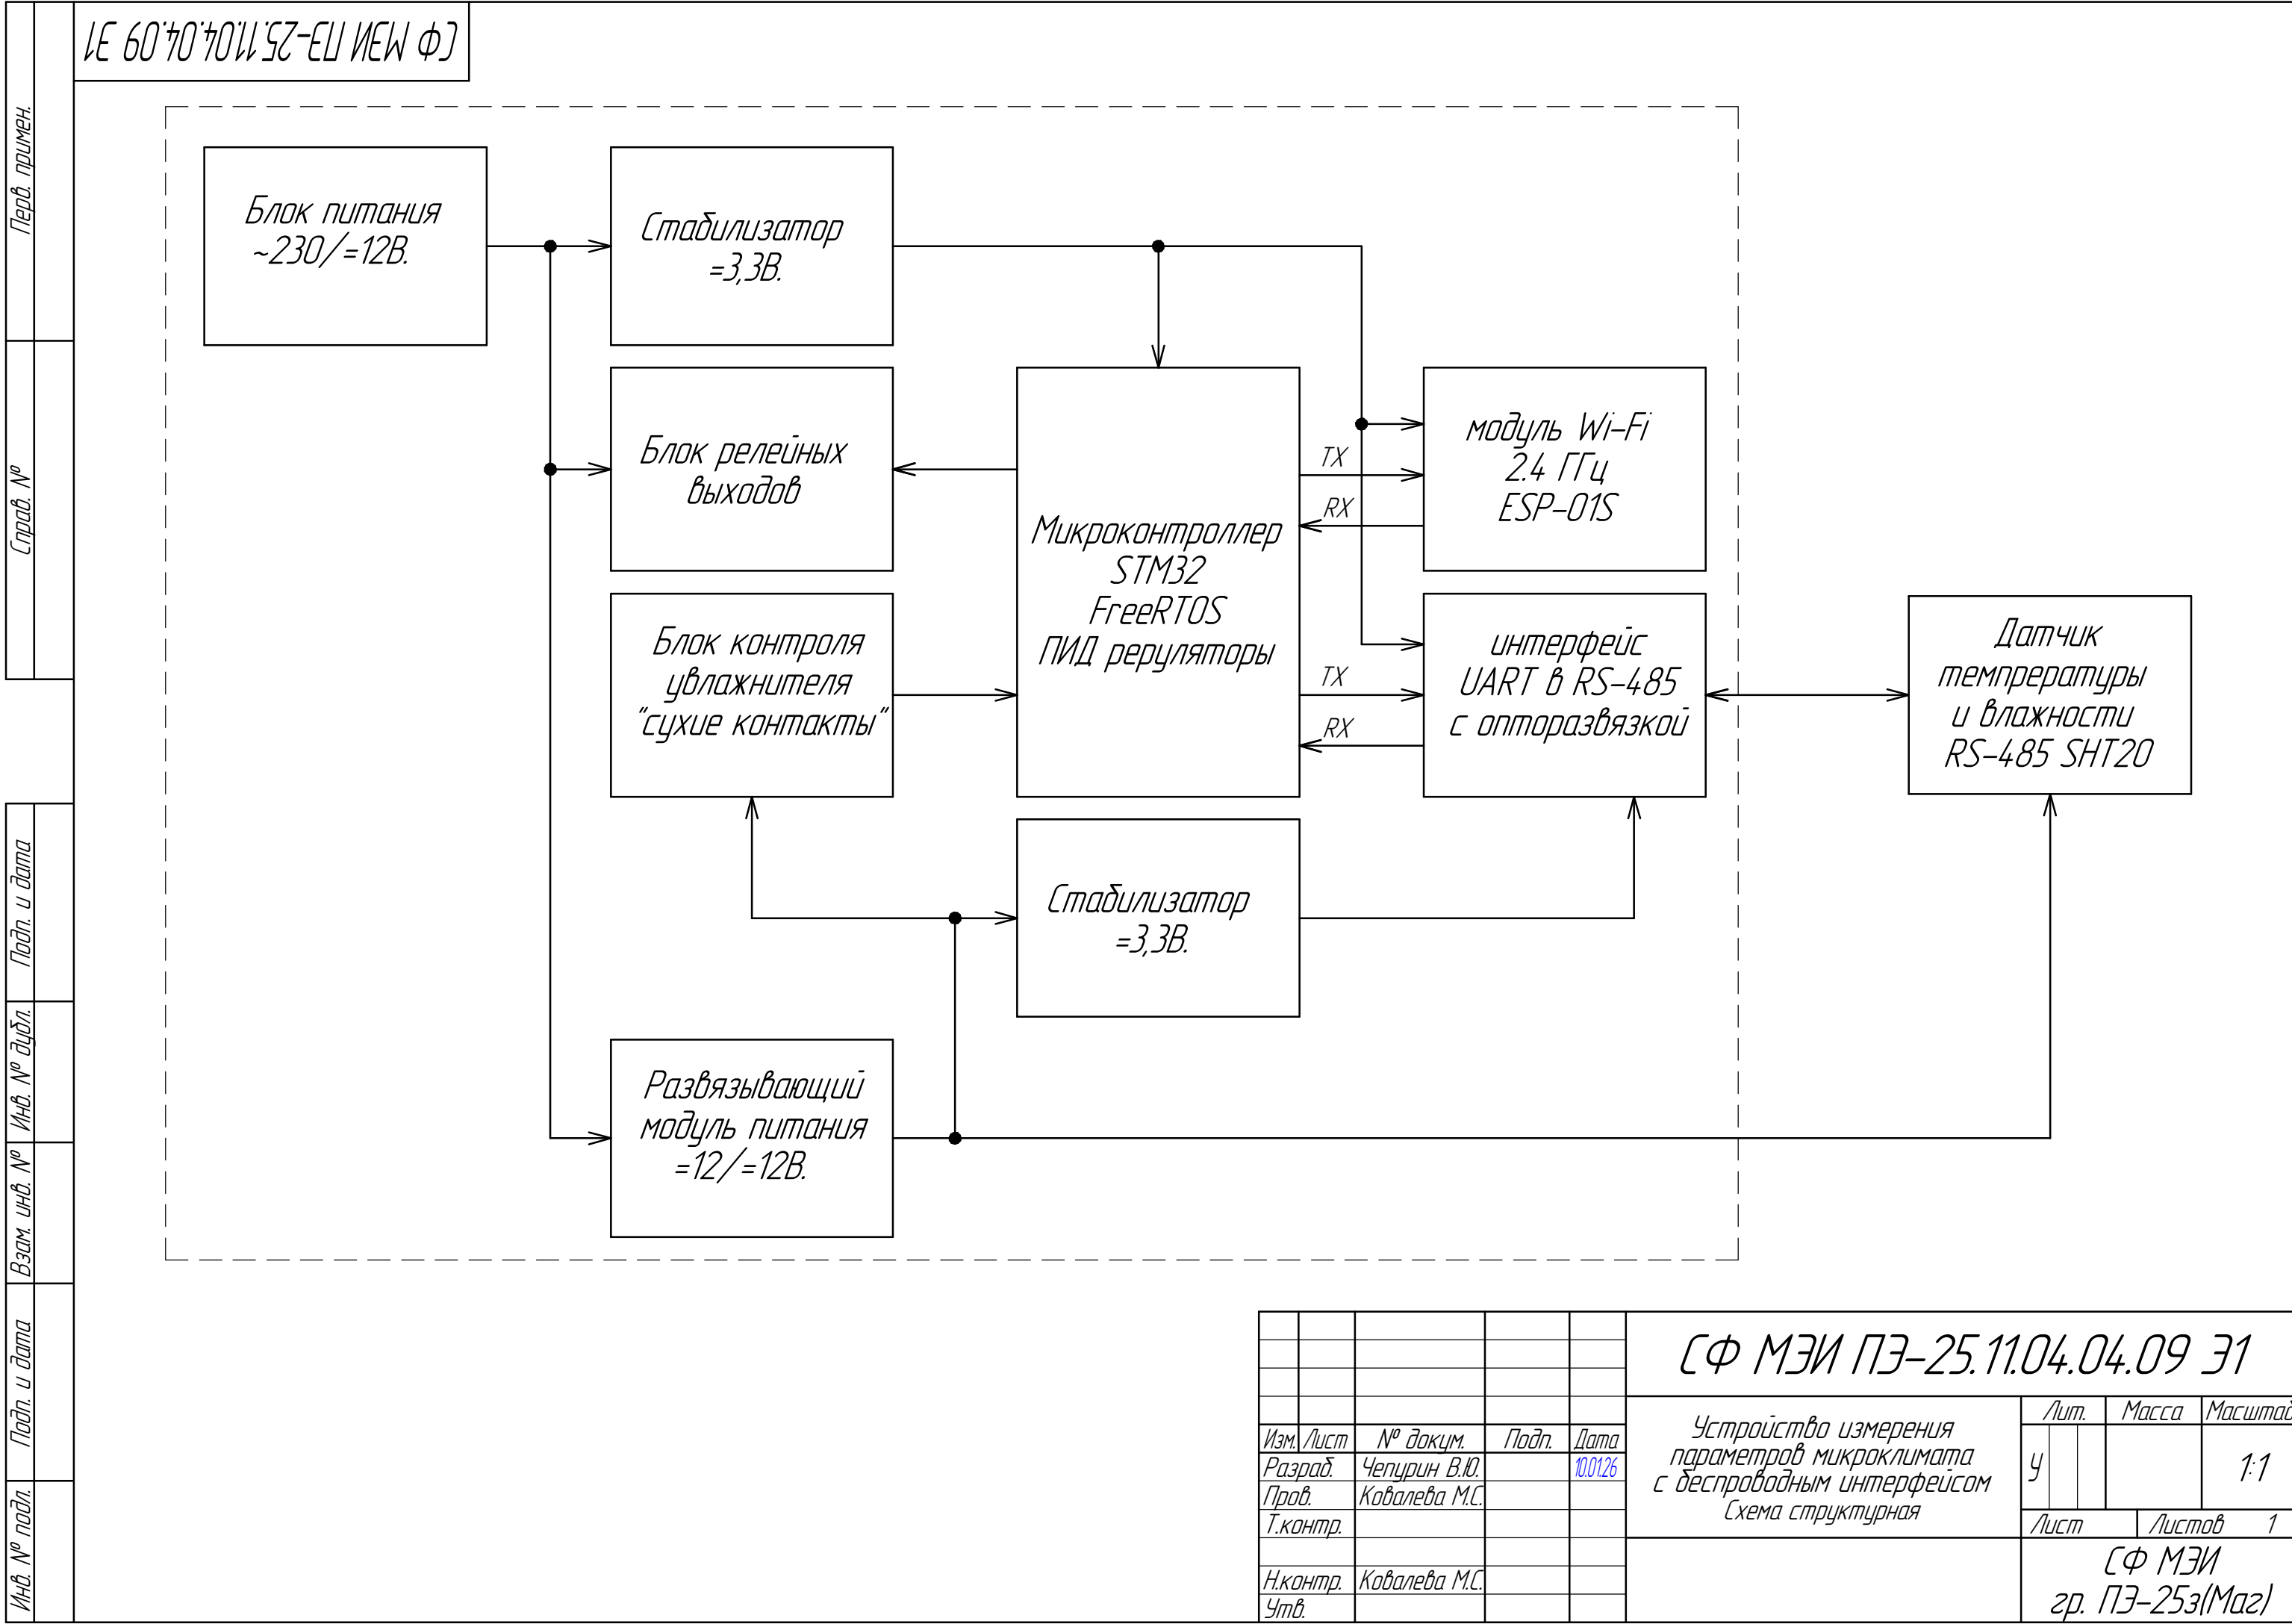 СФ МЭИ ПЭ-25.11.04.04.09 Э1
Перв. примен.
Справ. №
Подп. и дата
Инв. № дубл.
Взам. инв. №
Подп. и дата
Инв. № подл.
Блок питания
~230/=12В.
Стабилизатор
=3,3В.
Блок релейных
выходов
Микроконтроллер
STM32
FreeRTOS
ПИДререуляторы
TX
RX
TX
RX
модуль Wi-Fi
2.4 ГГц
ESP-01S
Блок контроля
увлажнителя
"сухие контакты"
интерфейс
UART в RS-485
с опторазвязкой
Датчик
темпрературы
и влажности
RS-485 SHT20
Стабилизатор
=3,3В.
Развязывающий
модуль питания
=12/=12В.
СФ МЭИ ПЭ-25.11.04.04.09 Э1
Изм. Лист № докум. Подп. Дата
Разраб. Чепурин В.Ю. 10.01.26
Пров. Ковалева М.С.
Т.контр.
Н.контр. Ковалева М.С.
Утв.
Устройство измерения
параметров микроклимата
с беспроводным интерфейсом
Схема структурная
Лит. Масса Масштаб
У 1:1
Лист Листов 1
СФ МЭИ
гр. ПЭ-25з(Маг)